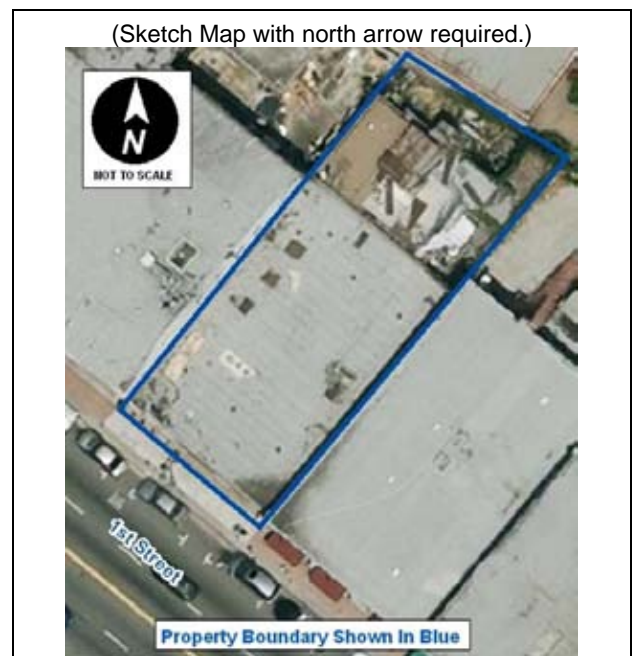 (Sketch Map with north arrow required.)
N
NOT TO SCALE
1st Street
Property Boundary Shown In Blue